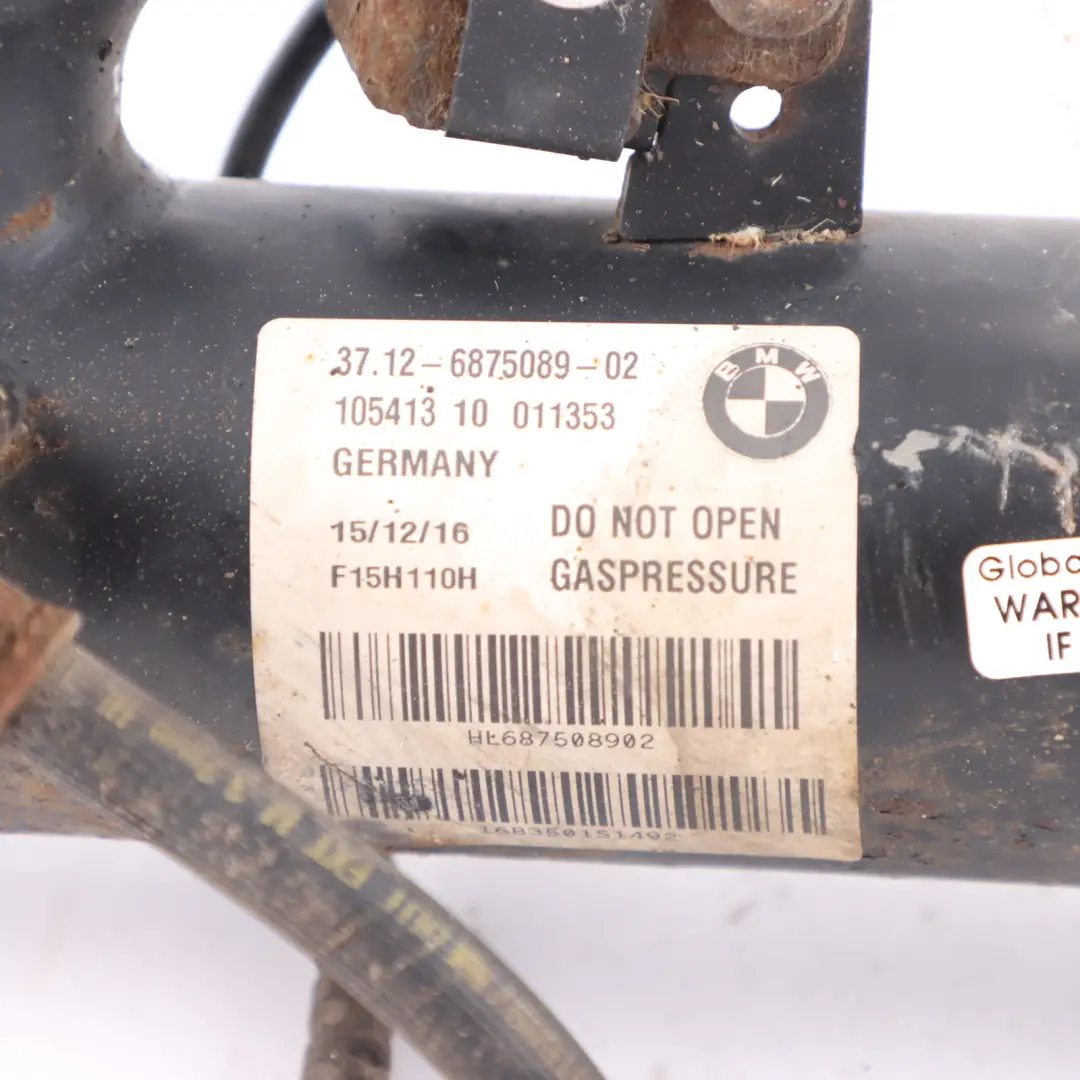 37.12-6875089-02
BMW
105413 10 011353
GERMANY
15/12/16 DO NOT OPEN
F15H110H GASPRESSURE
HL687508902
16B3501S1492
Globa
WAR
IF